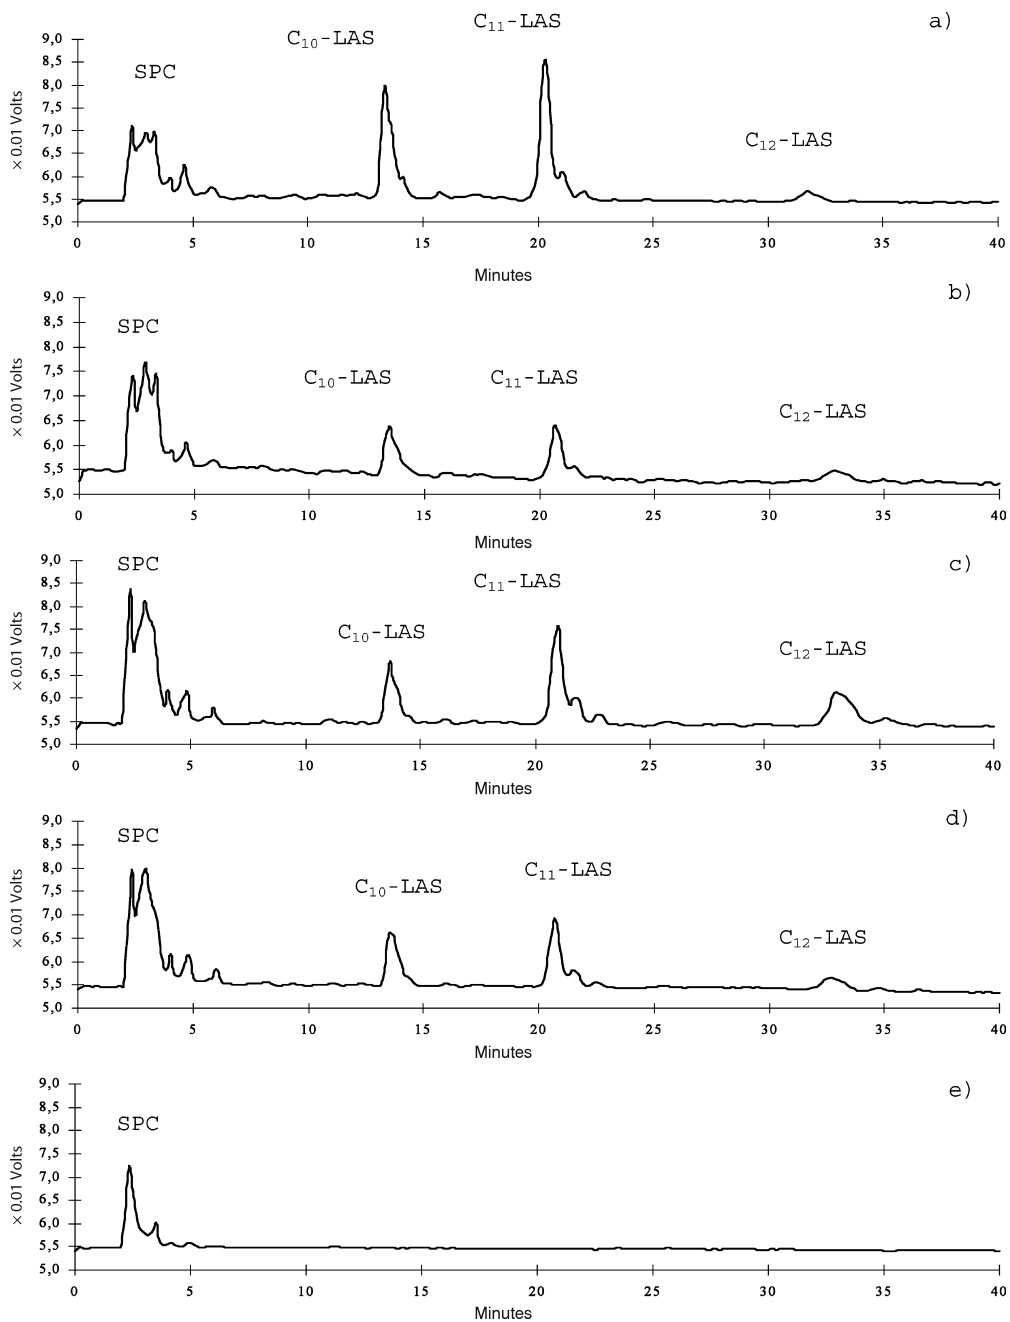 a)
C₁₁-LAS
C₁₀-LAS
SPC
C₁₂-LAS
× 0.01 Volts
9,0
8,5
8,0
7,5
7,0
6,5
6,0
5,5
5,0
0 5 10 15 20 25 30 35 40
Minutes
b)
SPC
C₁₀-LAS C₁₁-LAS
C₁₂-LAS
× 0.01 Volts
9,0
8,5
8,0
7,5
7,0
6,5
6,0
5,5
5,0
0 5 10 15 20 25 30 35 40
Minutes
c)
SPC
C₁₁-LAS
C₁₀-LAS
C₁₂-LAS
× 0.01 Volts
9,0
8,5
8,0
7,5
7,0
6,5
6,0
5,5
5,0
0 5 10 15 20 25 30 35 40
Minutes
d)
SPC
C₁₁-LAS
C₁₀-LAS
C₁₂-LAS
× 0.01 Volts
9,0
8,5
8,0
7,5
7,0
6,5
6,0
5,5
5,0
0 5 10 15 20 25 30 35 40
Minutes
e)
SPC
× 0.01 Volts
9,0
8,5
8,0
7,5
7,0
6,5
6,0
5,5
5,0
0 5 10 15 20 25 30 35 40
Minutes